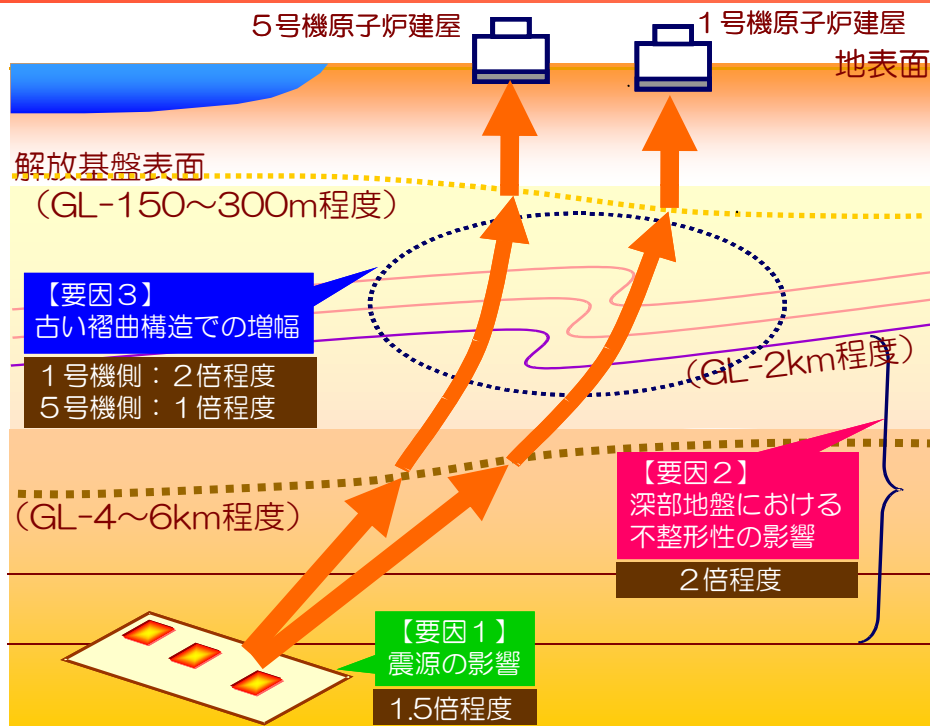 5号機原子炉建屋
1号機原子炉建屋
地表面
解放基盤表面
(GL-150～300m程度)
【要因3】
古い褶曲構造での増幅
1号機側：2倍程度
5号機側：1倍程度
(GL-2km程度)
【要因2】
深部地盤における
不整形性の影響
2倍程度
(GL-4～6km程度)
【要因1】
震源の影響
1.5倍程度